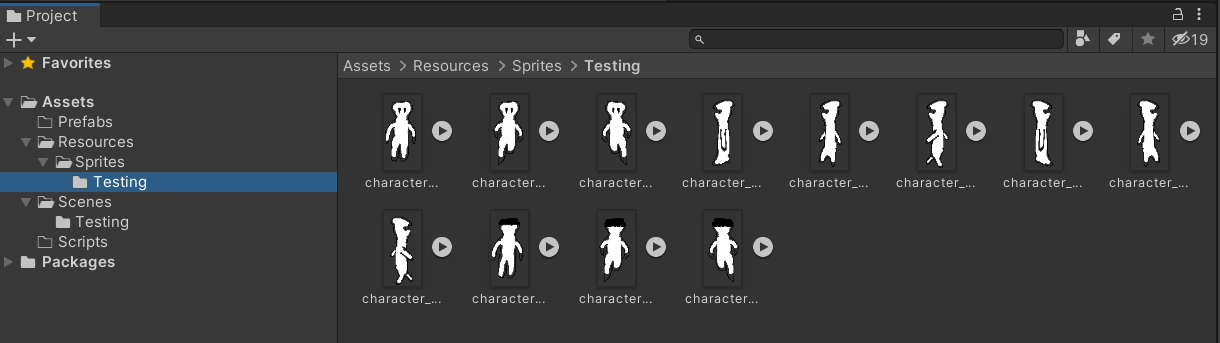 Project
19
Favorites
Assets > Resources > Sprites > Testing
Assets
Prefabs
Resources
Sprites
Testing
Scenes
Testing
Scripts
Packages
character... character... character... character_... character_... character_... character_... character_...
character_... character... character... character...